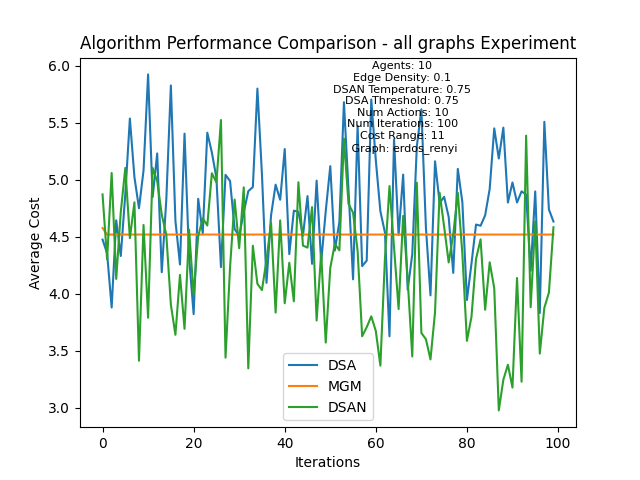 Algorithm Performance Comparison - all graphs Experiment
Agents: 10
Edge Density: 0.1
DSAN Temperature: 0.75
DSA Threshold: 0.75
Num Actions: 10
Num Iterations: 100
Cost Range: 11
Graph: erdos_renyi
6.0
5.5
5.0
4.5
4.0
3.5
3.0
Average Cost
DSA
MGM
DSAN
0
20
40
60
80
100
Iterations